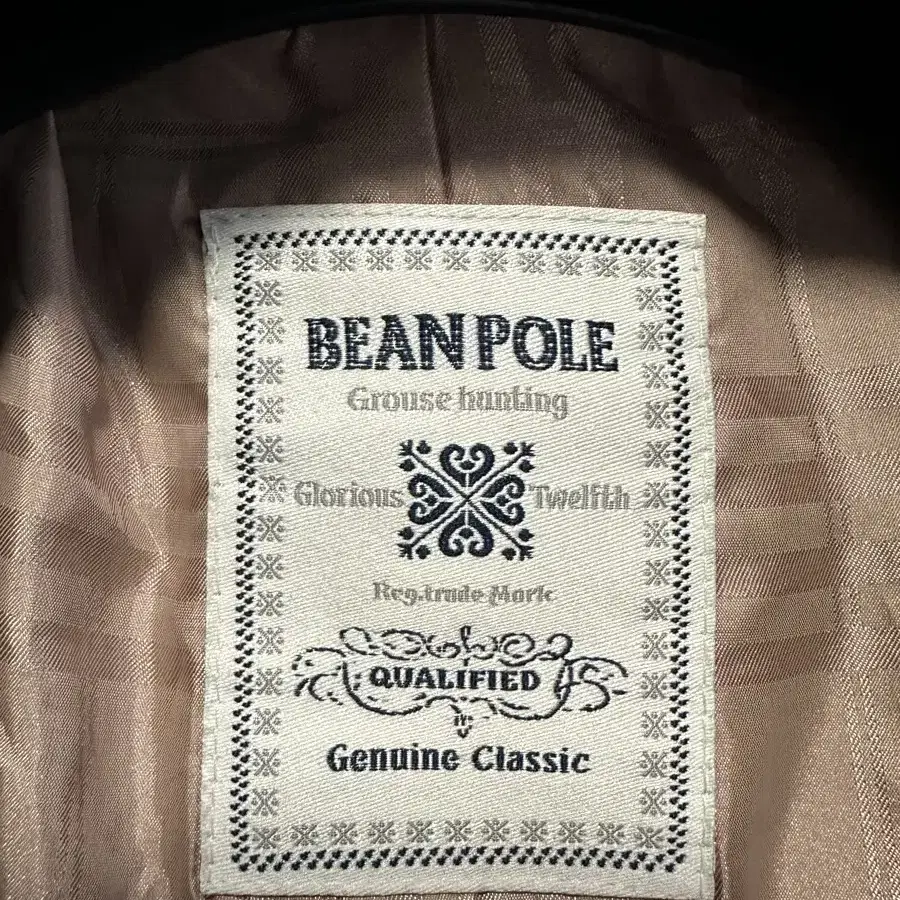 BEANPOLE
Grouse hunting
Glorious Twelfth
Reg.trade Mark
QUALIFIED
Genuine Classic